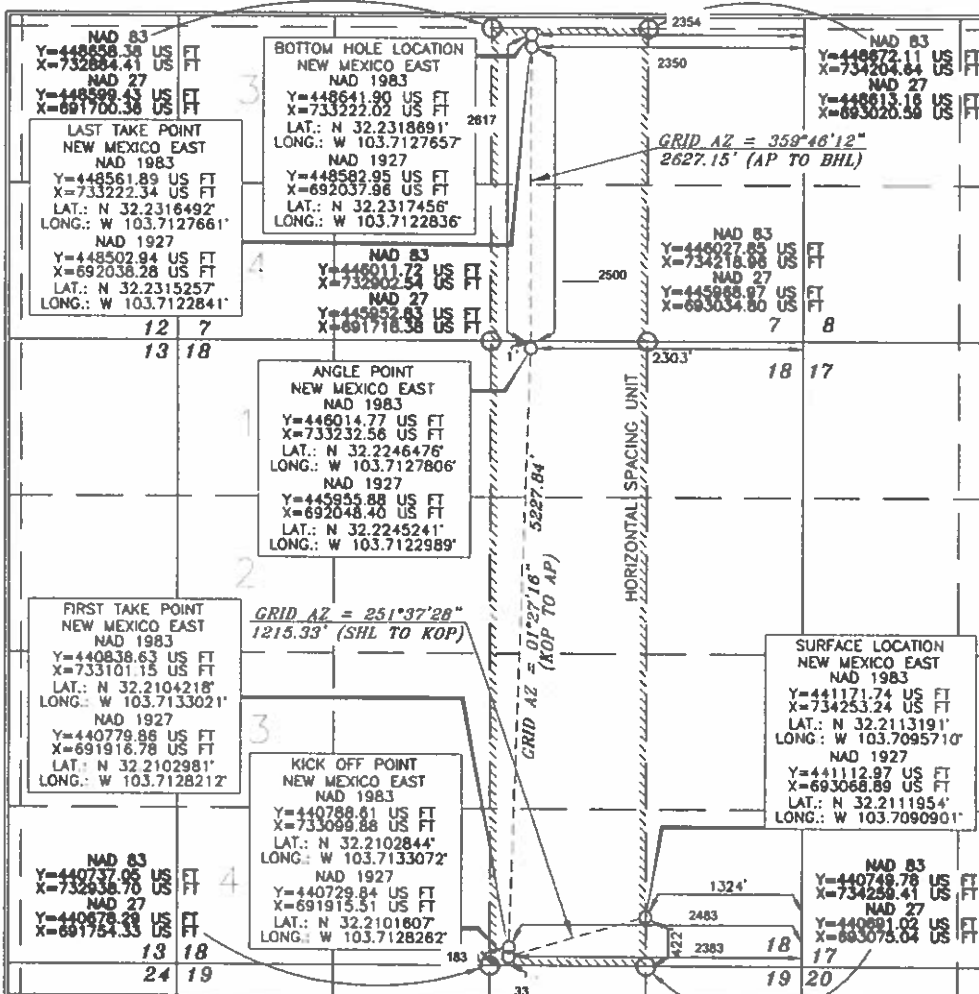 NAD 83
Y=448658.38 US FT
X=732884.41 US FT
NAD 27
Y=448599.43 US FT
X=691700.36 US FT
BOTTOM HOLE LOCATION
NEW MEXICO EAST
NAD 1983
Y=448641.90 US FT
X=733222.02 US FT
LAT.: N 32.2318691°
LONG.: W 103.7127657°
NAD 1927
Y=448582.95 US FT
X=692037.96 US FT
LAT.: N 32.2317456°
LONG.: W 103.7122836°
2354
2350
2617
NAD 83
Y=448672.11 US FT
X=734204.64 US FT
NAD 27
Y=448613.16 US FT
X=693020.59 US FT
3
GRID AZ = 359°46'12"
2627.15' (AP TO BHL)
LAST TAKE POINT
NEW MEXICO EAST
NAD 1983
Y=448561.89 US FT
X=733222.34 US FT
LAT.: N 32.2316492°
LONG.: W 103.7127661°
NAD 1927
Y=448502.94 US FT
X=692038.28 US FT
LAT.: N 32.2315257°
LONG.: W 103.7122841°
4
NAD 83
Y=446011.72 US FT
X=732902.54 US FT
NAD 27
Y=445952.83 US FT
X=691718.38 US FT
2500
NAD 83
Y=446027.85 US FT
X=734218.96 US FT
NAD 27
Y=445968.97 US FT
X=693034.80 US FT
12 7
13 18
7 8
18 17
1'
2303'
ANGLE POINT
NEW MEXICO EAST
NAD 1983
Y=446014.77 US FT
X=733232.56 US FT
LAT.: N 32.2246476°
LONG.: W 103.7127806°
NAD 1927
Y=445955.88 US FT
X=692048.40 US FT
LAT.: N 32.2245241°
LONG.: W 103.7122989°
1
2
GRID AZ = 01°27'16" 5227.84'
(KOP TO AP)
HORIZONTAL SPACING UNIT
FIRST TAKE POINT
NEW MEXICO EAST
NAD 1983
Y=440838.63 US FT
X=733101.15 US FT
LAT.: N 32.2104218°
LONG.: W 103.7133021°
NAD 1927
Y=440779.86 US FT
X=691916.78 US FT
LAT.: N 32.2102981°
LONG.: W 103.7128212°
GRID AZ = 251°37'28"
1215.33' (SHL TO KOP)
3
SURFACE LOCATION
NEW MEXICO EAST
NAD 1983
Y=441171.74 US FT
X=734253.24 US FT
LAT.: N 32.2113191°
LONG.: W 103.7095710°
NAD 1927
Y=441112.97 US FT
X=693068.89 US FT
LAT.: N 32.2111954°
LONG.: W 103.7090901°
KICK OFF POINT
NEW MEXICO EAST
NAD 1983
Y=440788.61 US FT
X=733099.88 US FT
LAT.: N 32.2102844°
LONG.: W 103.7133072°
NAD 1927
Y=440729.84 US FT
X=691915.51 US FT
LAT.: N 32.2101607°
LONG.: W 103.7128262°
NAD 83
Y=440737.05 US FT
X=732938.70 US FT
NAD 27
Y=440678.29 US FT
X=691754.33 US FT
4
1324'
2483
422'
2383
183
33
NAD 83
Y=440749.78 US FT
X=734259.41 US FT
NAD 27
Y=440691.02 US FT
X=693075.04 US FT
13 18
24 19
18 17
19 20